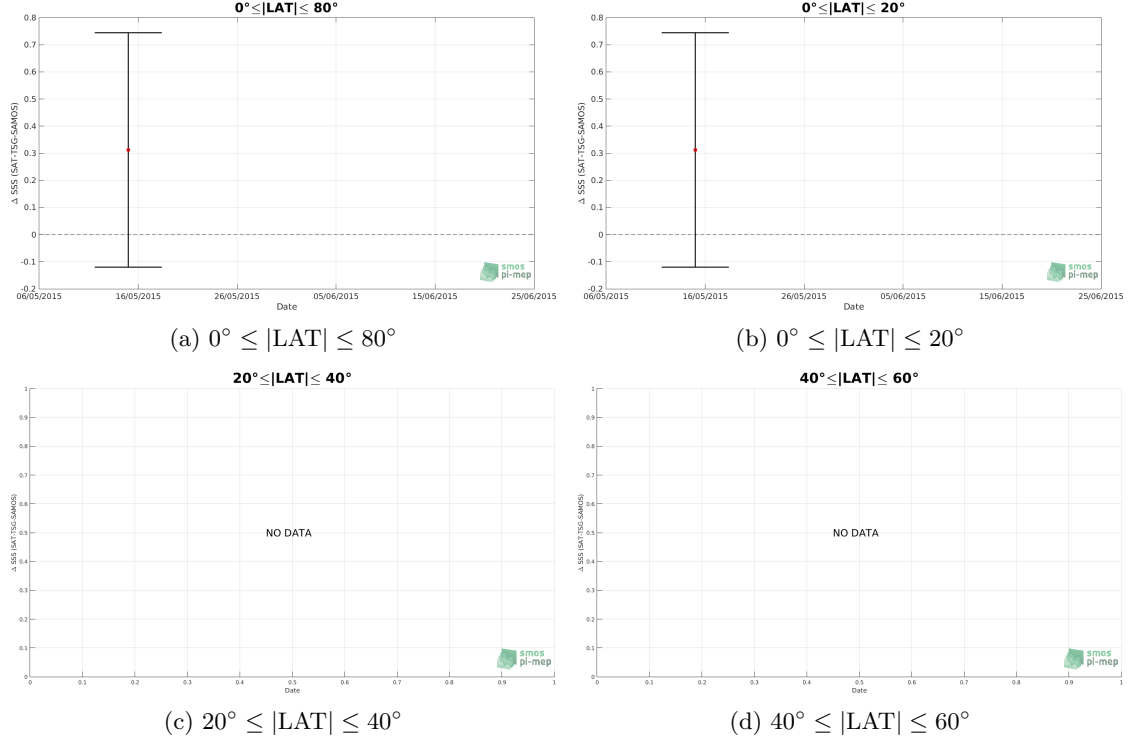 0°≤|LAT|≤ 80°
0.8
0.7
0.6
0.5
0.4
0.3
0.2
0.1
0
-0.1
-0.2
Δ SSS (SAT-TSG-SAMOS)
06/05/2015 16/05/2015 26/05/2015 05/06/2015 15/06/2015 25/06/2015
Date
smos
pi-mep
(a) 0° ≤ |LAT| ≤ 80°
0°≤|LAT|≤ 20°
0.8
0.7
0.6
0.5
0.4
0.3
0.2
0.1
0
-0.1
-0.2
Δ SSS (SAT-TSG-SAMOS)
06/05/2015 16/05/2015 26/05/2015 05/06/2015 15/06/2015 25/06/2015
Date
smos
pi-mep
(b) 0° ≤ |LAT| ≤ 20°
20°≤|LAT|≤ 40°
1
0.9
0.8
0.7
0.6
0.5
0.4
0.3
0.2
0.1
0
Δ SSS (SAT-TSG-SAMOS)
NO DATA
0 0.1 0.2 0.3 0.4 0.5 0.6 0.7 0.8 0.9 1
Date
smos
pi-mep
(c) 20° ≤ |LAT| ≤ 40°
40°≤|LAT|≤ 60°
1
0.9
0.8
0.7
0.6
0.5
0.4
0.3
0.2
0.1
0
Δ SSS (SAT-TSG-SAMOS)
NO DATA
0 0.1 0.2 0.3 0.4 0.5 0.6 0.7 0.8 0.9 1
Date
smos
pi-mep
(d) 40° ≤ |LAT| ≤ 60°